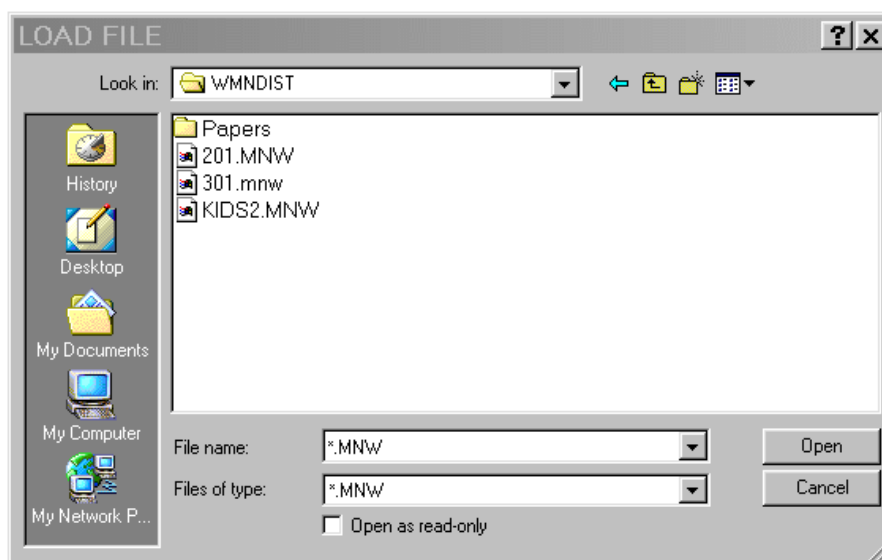 LOAD FILE
Look in: WMNDIST
History
Desktop
My Documents
My Computer
My Network P...
Papers
201.MNW
301.mnw
KIDS2.MNW
File name: *.MNW Open
Files of type: *.MNW Cancel
Open as read-only